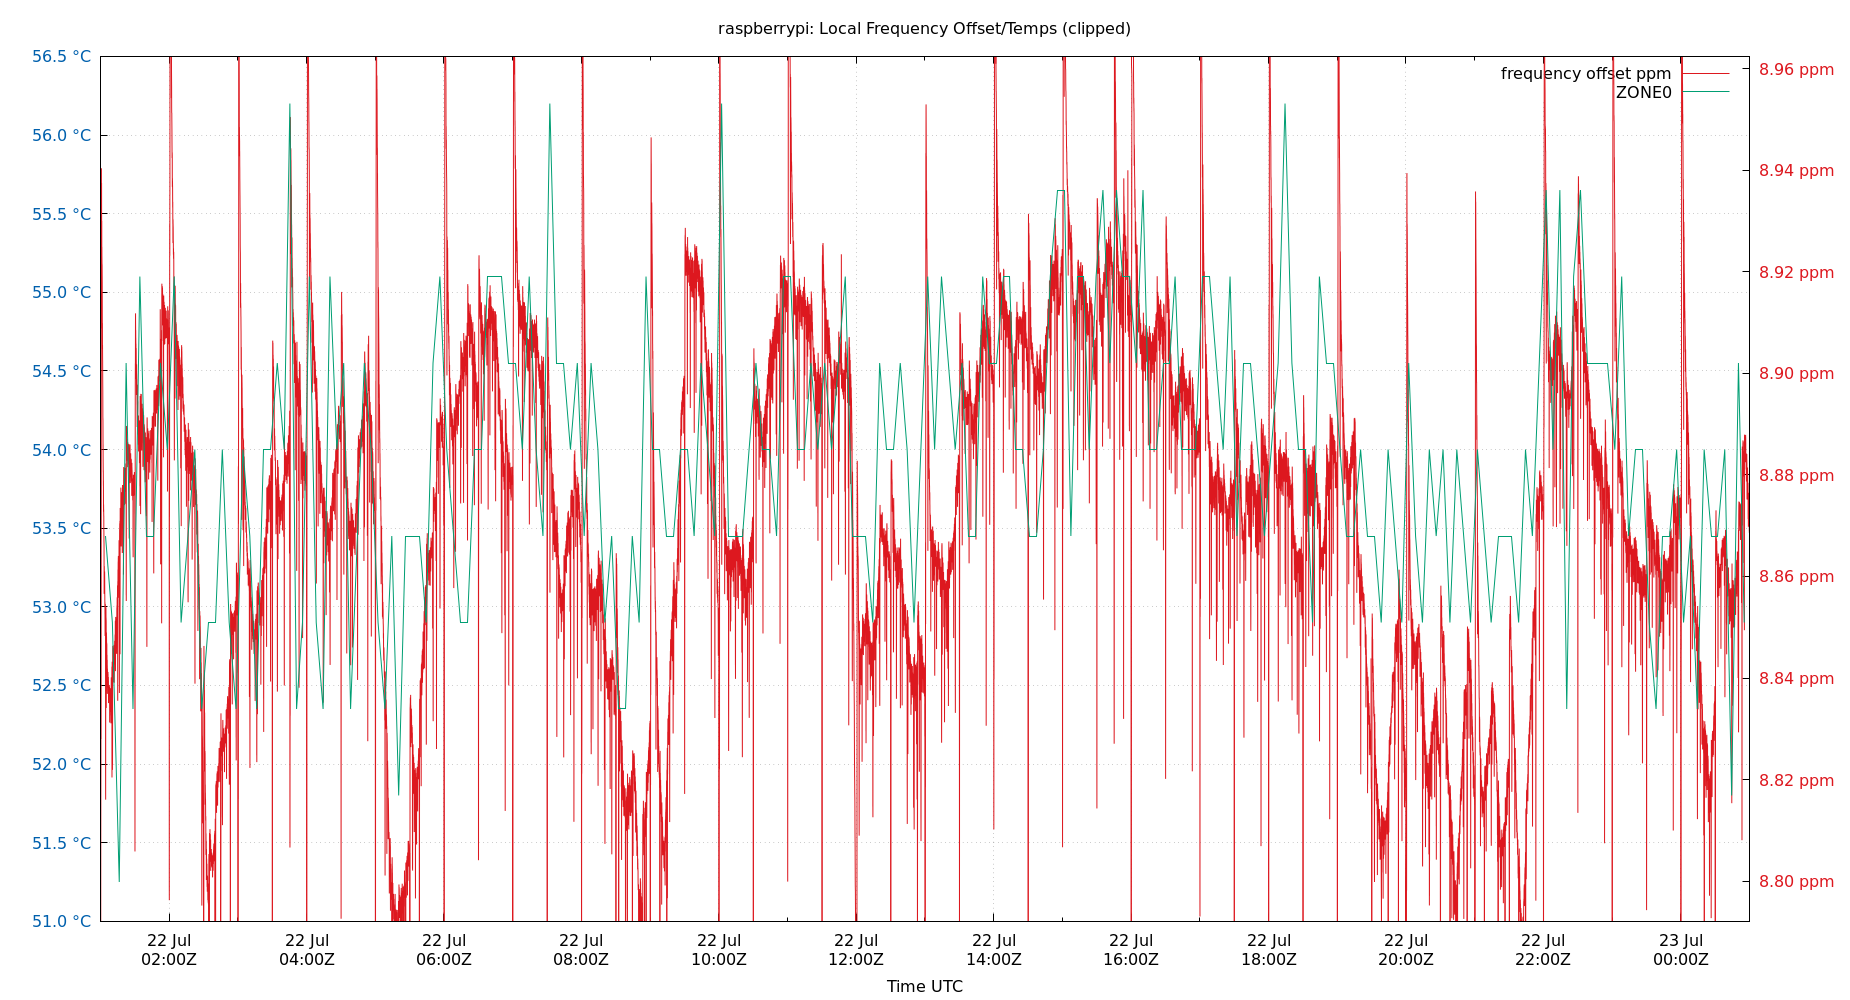 raspberrypi: Local Frequency Offset/Temps (clipped)
frequency offset ppm
ZONE0
56.5 °C
56.0 °C
55.5 °C
55.0 °C
54.5 °C
54.0 °C
53.5 °C
53.0 °C
52.5 °C
52.0 °C
51.5 °C
51.0 °C
8.96 ppm
8.94 ppm
8.92 ppm
8.90 ppm
8.88 ppm
8.86 ppm
8.84 ppm
8.82 ppm
8.80 ppm
22 Jul
02:00Z
22 Jul
04:00Z
22 Jul
06:00Z
22 Jul
08:00Z
22 Jul
10:00Z
22 Jul
12:00Z
22 Jul
14:00Z
22 Jul
16:00Z
22 Jul
18:00Z
22 Jul
20:00Z
22 Jul
22:00Z
23 Jul
00:00Z
Time UTC